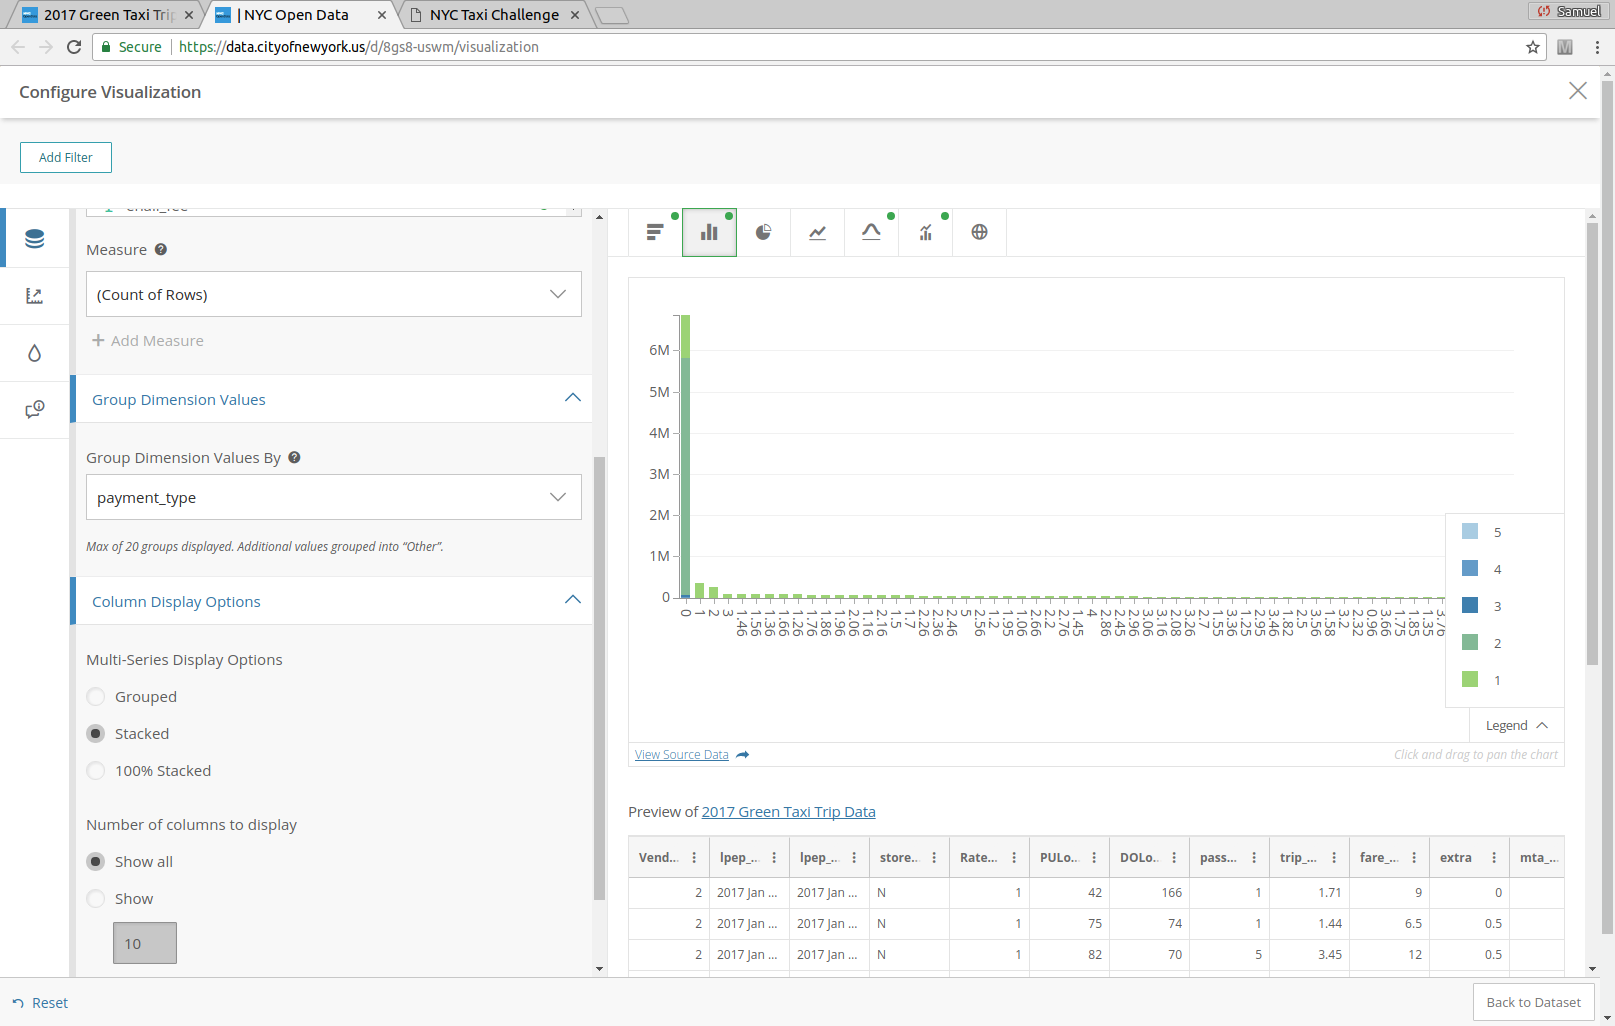 2017 Green Taxi Tri
| NYC Open Data
NYC Taxi Challenge
Samuel
Secure
https://data.cityofnewyork.us/d/8gs8-uswm/visualization
M
Configure Visualization
Add Filter
Measure
(Count of Rows)
+ Add Measure
Group Dimension Values
Group Dimension Values By
payment_type
Max of 20 groups displayed. Additional values grouped into “Other”.
Column Display Options
Multi-Series Display Options
Grouped
Stacked
100% Stacked
Number of columns to display
Show all
Show
10
6M
5M
4M
3M
2M
1M
0
0 1 2 3 1.46 1.56 1.36 1.66 1.26 1.76 1.86 1.96 2.06 1.16 2.16 1.5 1.7 2.26 2.36 2.46 5 2.56 1.2 1.95 1.06 2.66 2.2 2.76 1.45 4 2.86 2.45 2.96 3.06 3.16 2.08 3.26 2.7 1.55 3.36 1.25 2.95 3.46 1.82 2.5 3.56 1.58 3.2 2.32 0.96 3.66 1.75 1.85 1.35 3.76
5
4
3
2
1
Legend
View Source Data
Click and drag to pan the chart
Preview of 2017 Green Taxi Trip Data
Vend... lpep_... lpep_... store... Rate... PULo... DOLo... pass... trip_... fare_... extra mta_...
2 2017 Jan ... 2017 Jan ... N 1 42 166 1 1.71 9 0
2 2017 Jan ... 2017 Jan ... N 1 75 74 1 1.44 6.5 0.5
2 2017 Jan ... 2017 Jan ... N 1 82 70 5 3.45 12 0.5
Reset
Back to Dataset